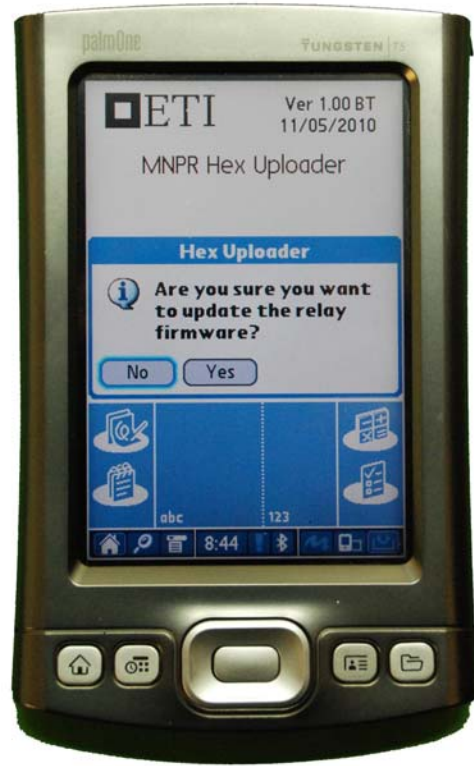 palmOne
TUNGSTEN T5
ETI
Ver 1.00 BT
11/05/2010
MNPR Hex Uploader
Hex Uploader
Are you sure you want
to update the relay
firmware?
No Yes
abc 123
8:44